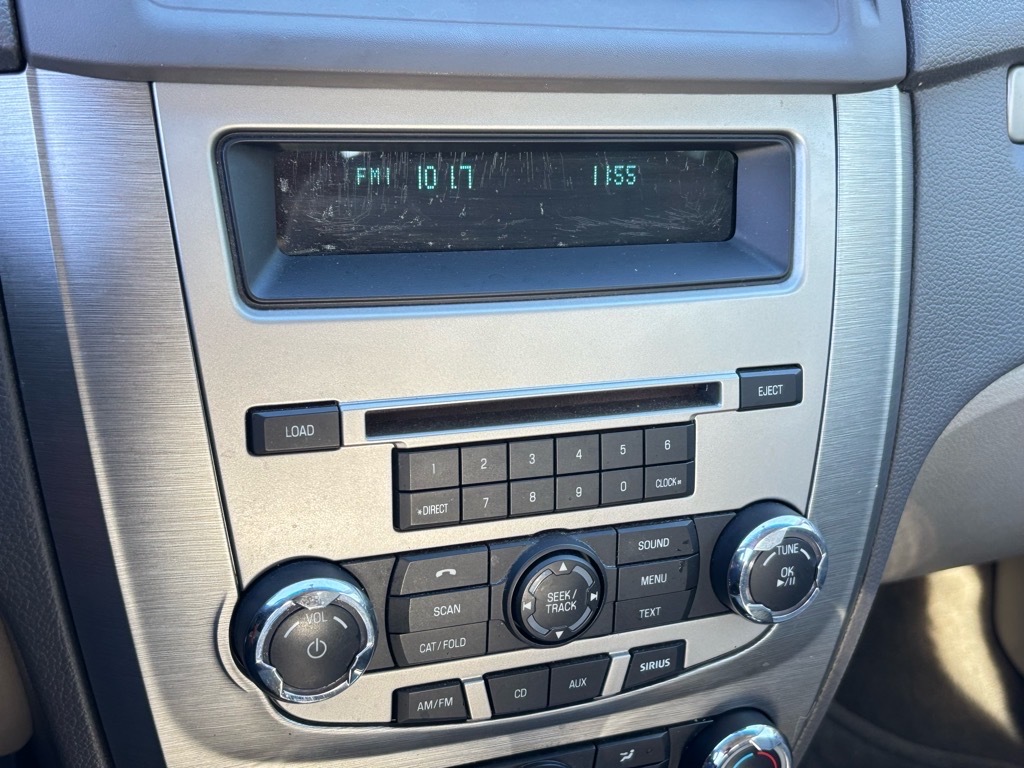 FM1 101.7 11:55
LOAD EJECT
1 2 3 4 5 6
DIRECT 7 8 9 0 CLOCK
SOUND
MENU
TEXT
SCAN
CAT/FOLD
SEEK/
TRACK
VOL
TUNE
OK
AM/FM CD AUX SIRIUS